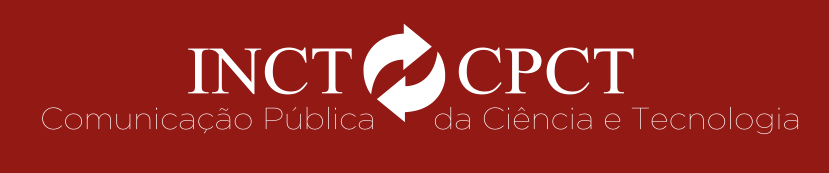 INCT CPCT
Comunicação Pública da Ciência e Tecnologia